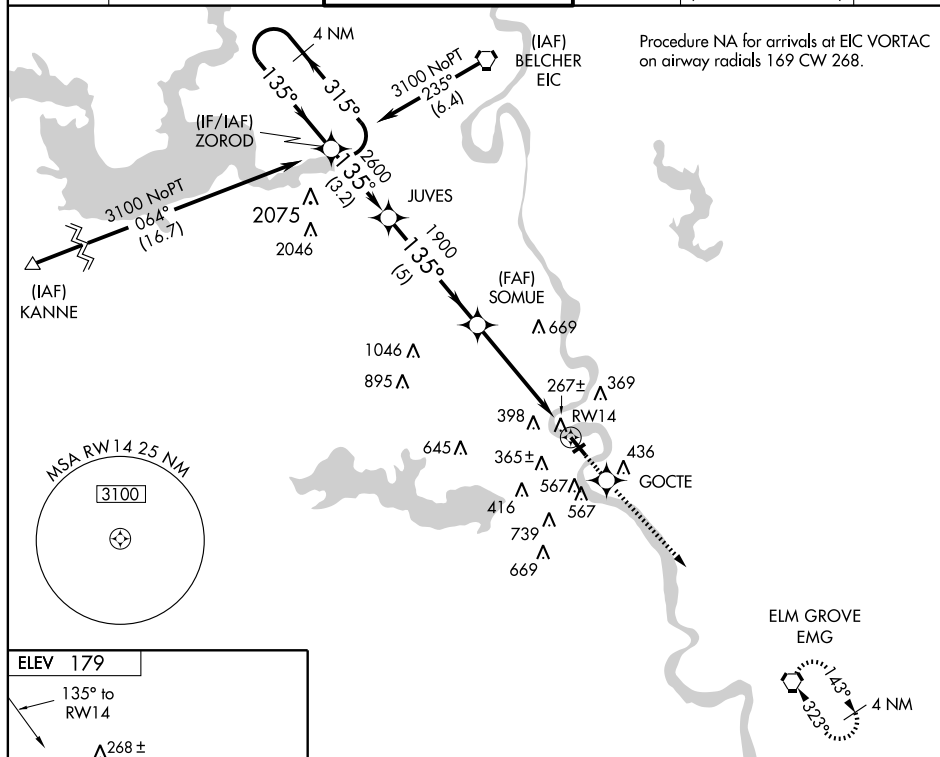 4 NM
(IAF)
BELCHER
EIC
Procedure NA for arrivals at EIC VORTAC
on airway radials 169 CW 268.
3100 NoPT
235°
(6.4)
135°
315°
(IF/IAF)
ZOROD
2600
135°
(3.2)
JUVES
3100 NoPT
064°
(16.7)
2075
2046
1900
135°
(5)
(IAF)
KANNE
(FAF)
SOMUE
669
1046
895
267±
369
RW14
398
645
365±
436
GOCTE
567
567
416
739
669
MSA RW14 25 NM
3100
ELM GROVE
EMG
143°
323°
4 NM
ELEV 179
135° to
RW14
268±